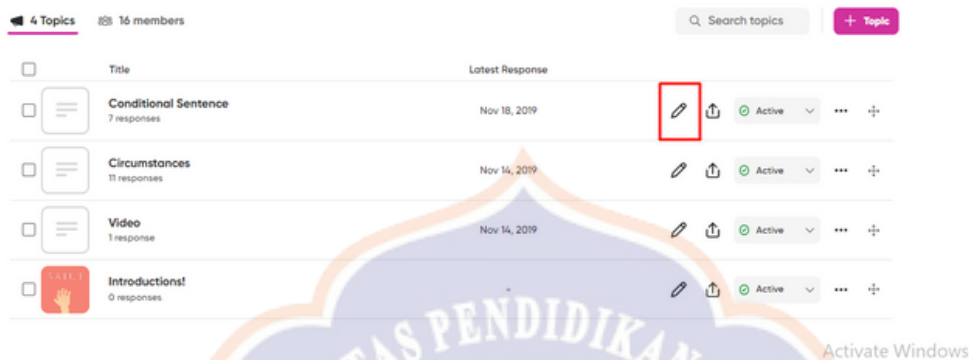 4 Topics 16 members Search topics + Topic
Title Latest Response
Conditional Sentence
7 responses
Nov 18, 2019 Active
Circumstances
11 responses
Nov 14, 2019 Active
Video
1 response
Nov 14, 2019 Active
SAHUT
Introductions!
0 responses
- Active
AS PENDIDIKAN
Activate Windows